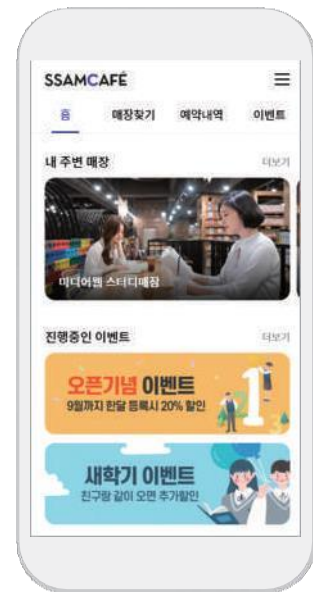 SSAMCAFÉ
홈 매장찾기 예약내역 이벤트
내 주변 매장 더보기
미디어웹 스터디매장
진행중인 이벤트 더보기
오픈기념 이벤트
9월까지 한달 등록시 20% 할인
1
2 3
새학기 이벤트
친구랑 같이 오면 추가할인